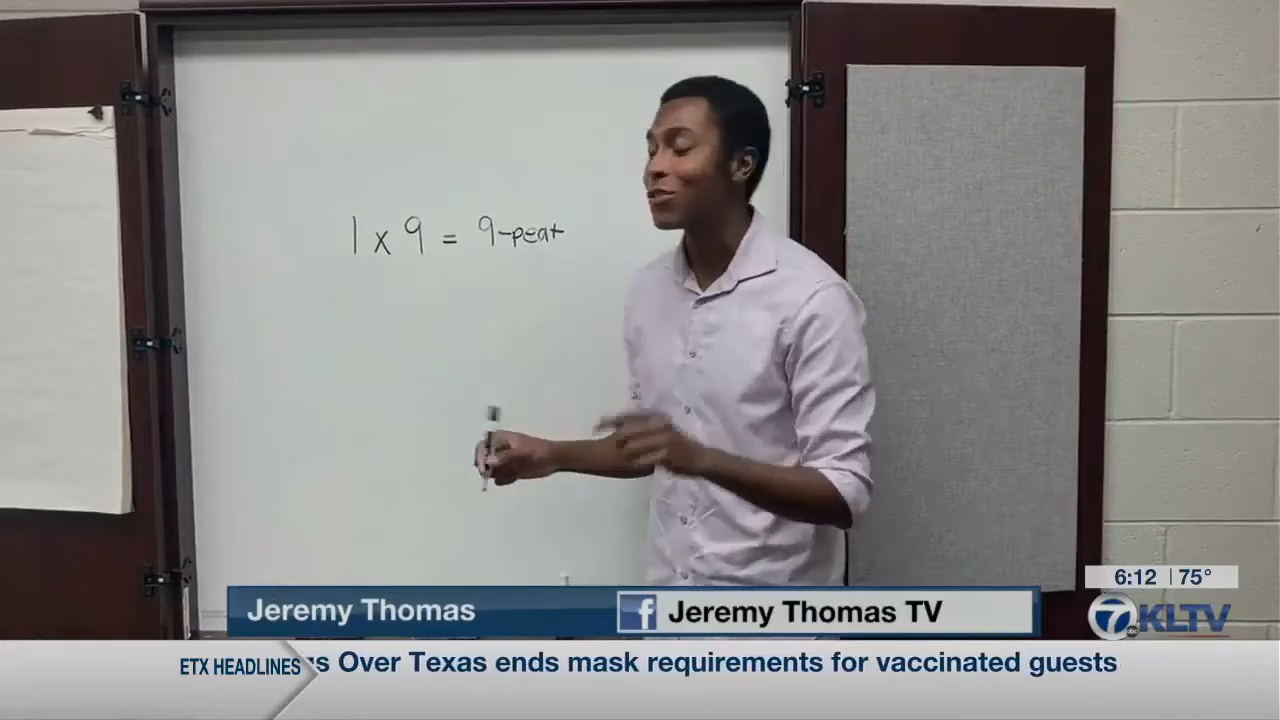 1 x 9 = 9-peat
Jeremy Thomas
f Jeremy Thomas TV
6:12 75°
7 abc KLTV
ETX HEADLINES
s Over Texas ends mask requirements for vaccinated guests